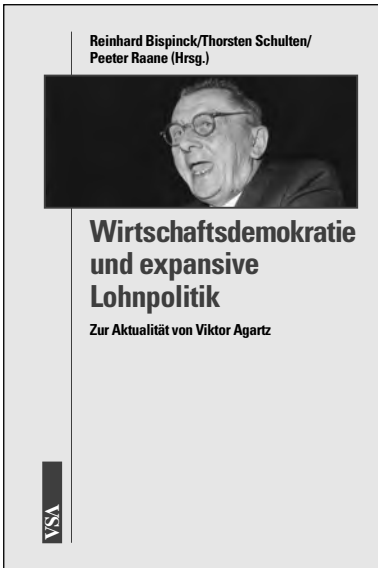 Reinhard Bispinck/Thorsten Schulten/
Peeter Raane (Hrsg.)
Wirtschaftsdemokratie
und expansive
Lohnpolitik
Zur Aktualität von Viktor Agartz
VSA